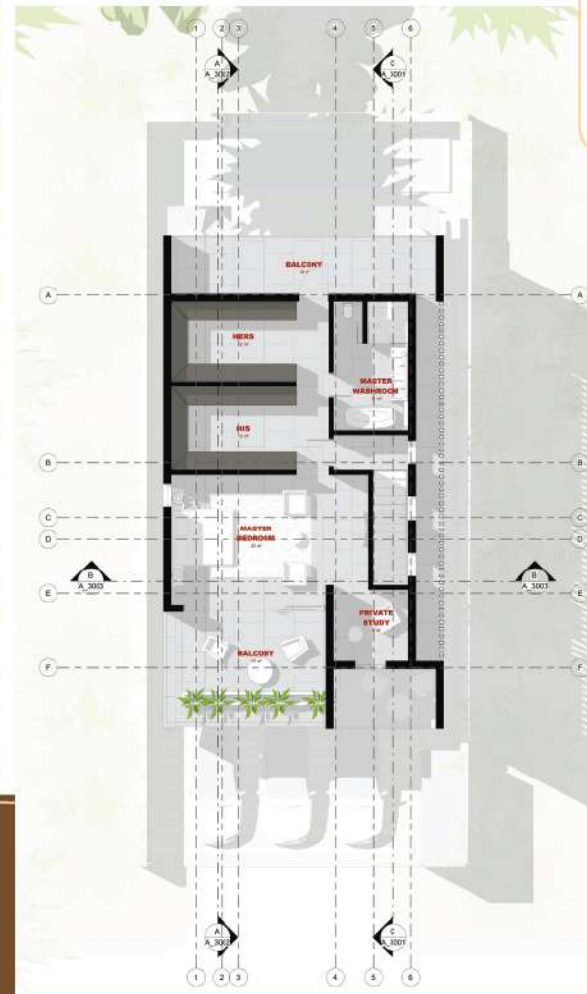 1 2 3 4 5 6
A
A_3002
C
A_3001
BALCONY
A A
HERS
MASTER
WASHROOM
HIS
B B
C C
MASTER
BEDROOM
D D
B
A_3003
B
A_3003
E E
PRIVATE
STUDY
BALCONY
F F
A
A_3002
C
A_3001
1 2 3 4 5 6